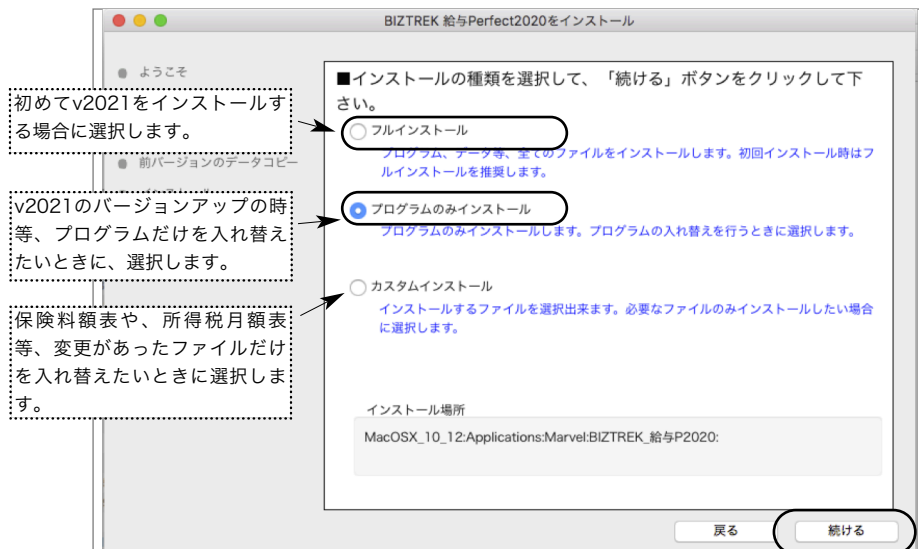 BIZTREK 給与Perfect2020をインストール
ようこそ
初めてv2021をインストールす
る場合に選択します。
前バージョンのデータコピー
v2021のバージョンアップの時
等、プログラムだけを入れ替え
たいときに、選択します。
保険料額表や、所得税月額表
等、変更があったファイルだけ
を入れ替えたいときに選択しま
す。
■インストールの種類を選択して、「続ける」ボタンをクリックして下
さい。
フルインストール
プログラム、データ等、全てのファイルをインストールします。初回インストール時はフ
ルインストールを推奨します。
プログラムのみインストール
プログラムのみインストールします。プログラムの入れ替えを行うときに選択します。
カスタムインストール
インストールするファイルを選択出来ます。必要なファイルのみインストールしたい場合
に選択します。
インストール場所
MacOSX_10_12:Applications:Marvel:BIZTREK_給与P2020:
戻る
続ける